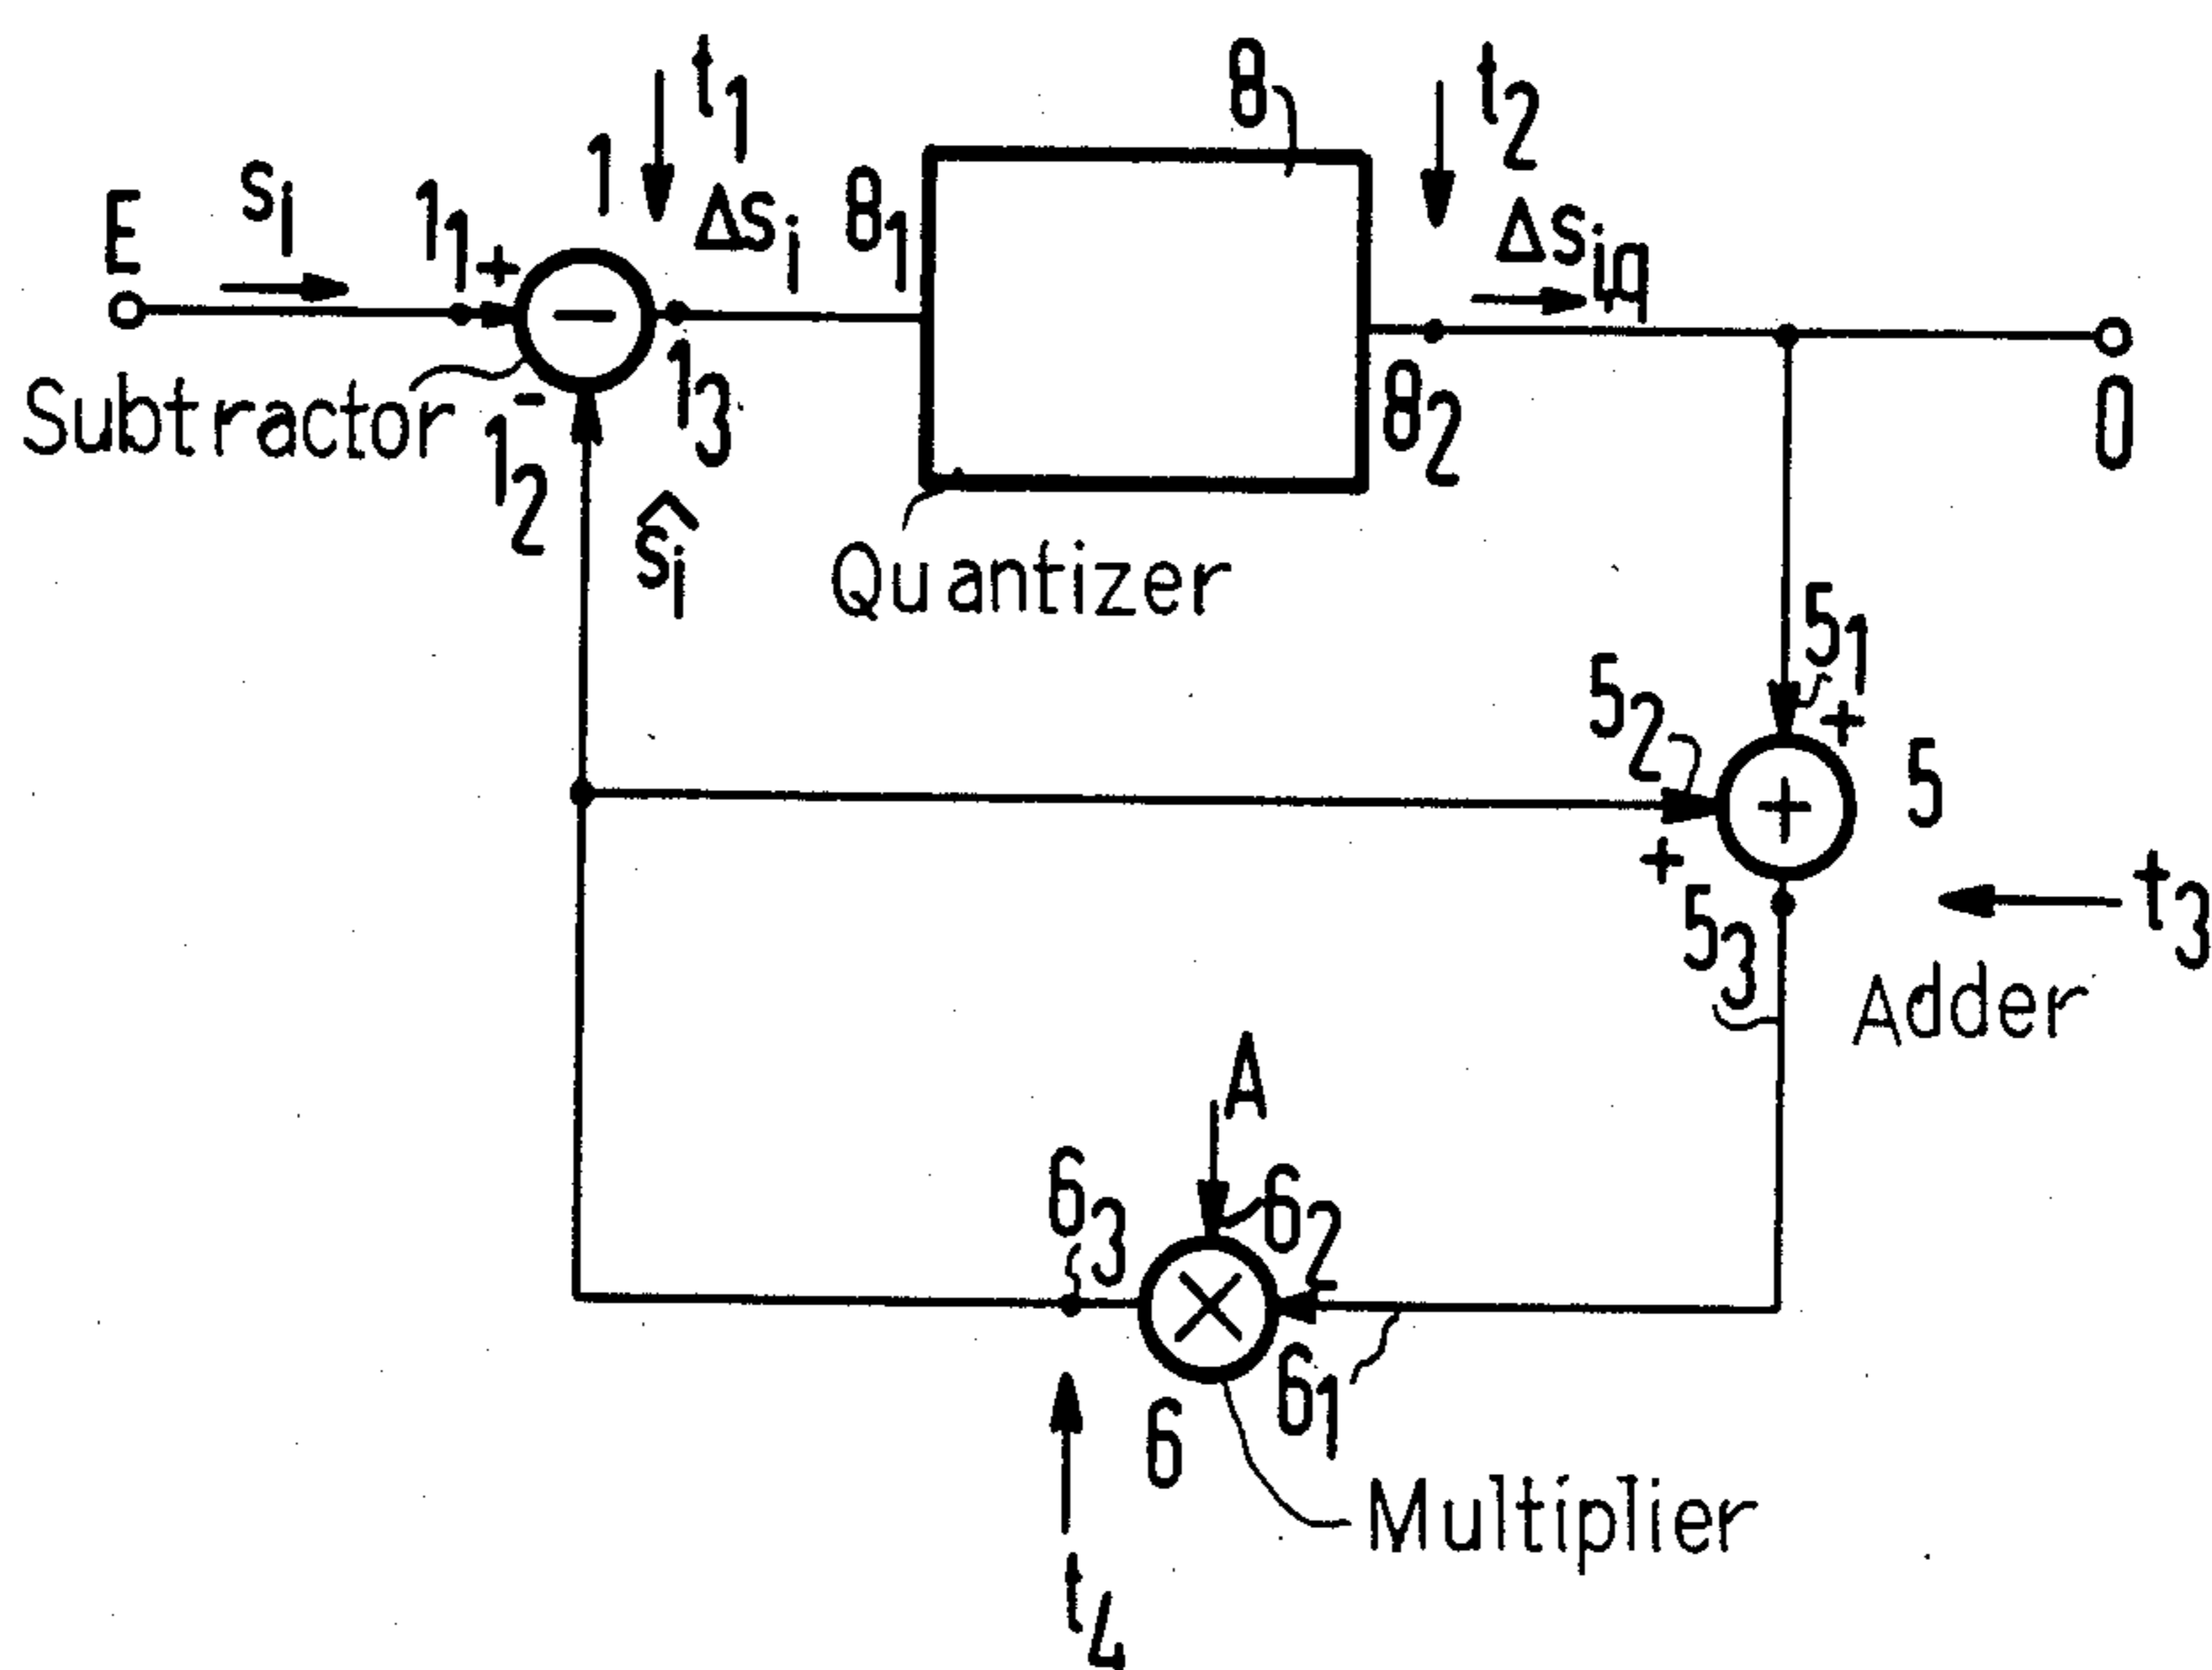 E
sᵢ
1₁
+
1
t₁
Δsᵢ
8₁
8
t₂
Δsᵢq
−
1₃
8₂
0
Subtractor
-
1₂
ŝᵢ
Quantizer
5₁
+
5₂
+
5
+
5₃
t₃
Adder
A
6₃
6₂
×
6₁
6
Multiplier
t₄